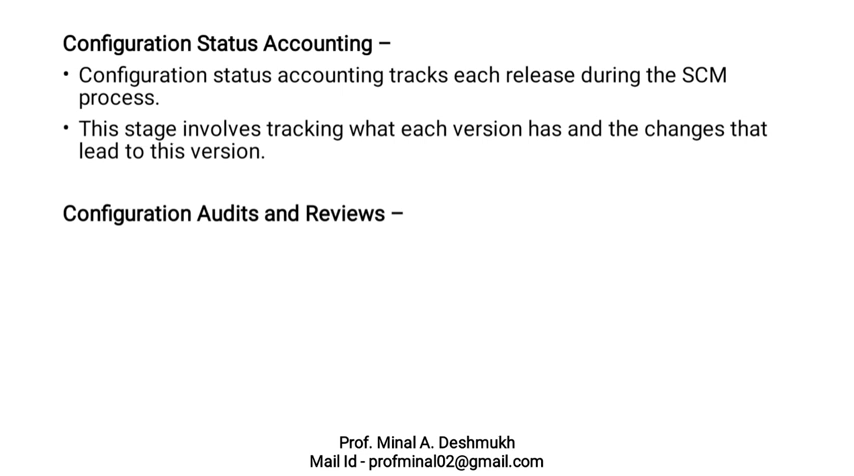 Configuration Status Accounting –
• Configuration status accounting tracks each release during the SCM
process.
• This stage involves tracking what each version has and the changes that
lead to this version.
Configuration Audits and Reviews –
Prof. Minal A. Deshmukh
Mail Id - profminal02@gmail.com